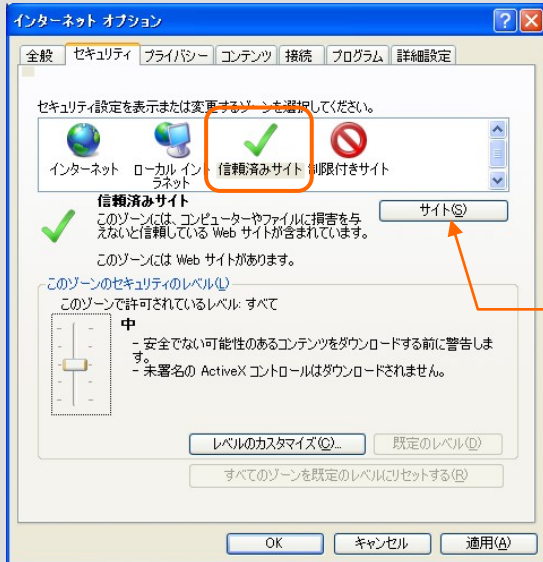 インターネット オプション
全般 セキュリティ プライバシー コンテンツ 接続 プログラム 詳細設定
セキュリティ設定を表示または変更するゾーンを選択してください。
インターネット ローカル イントラネット 信頼済みサイト 制限付きサイト
信頼済みサイト
サイト(S)
このゾーンには、コンピューターやファイルに損害を与
えないと信頼している Web サイトが含まれています。
このゾーンには Web サイトがあります。
このゾーンのセキュリティのレベル(L)
このゾーンで許可されているレベル: すべて
中
- 安全でない可能性のあるコンテンツをダウンロードする前に警告しま
す。
- 未署名の ActiveX コントロールはダウンロードされません。
レベルのカスタマイズ(C)... 既定のレベル(D)
すべてのゾーンを既定のレベルにリセットする(R)
OK キャンセル 適用(A)